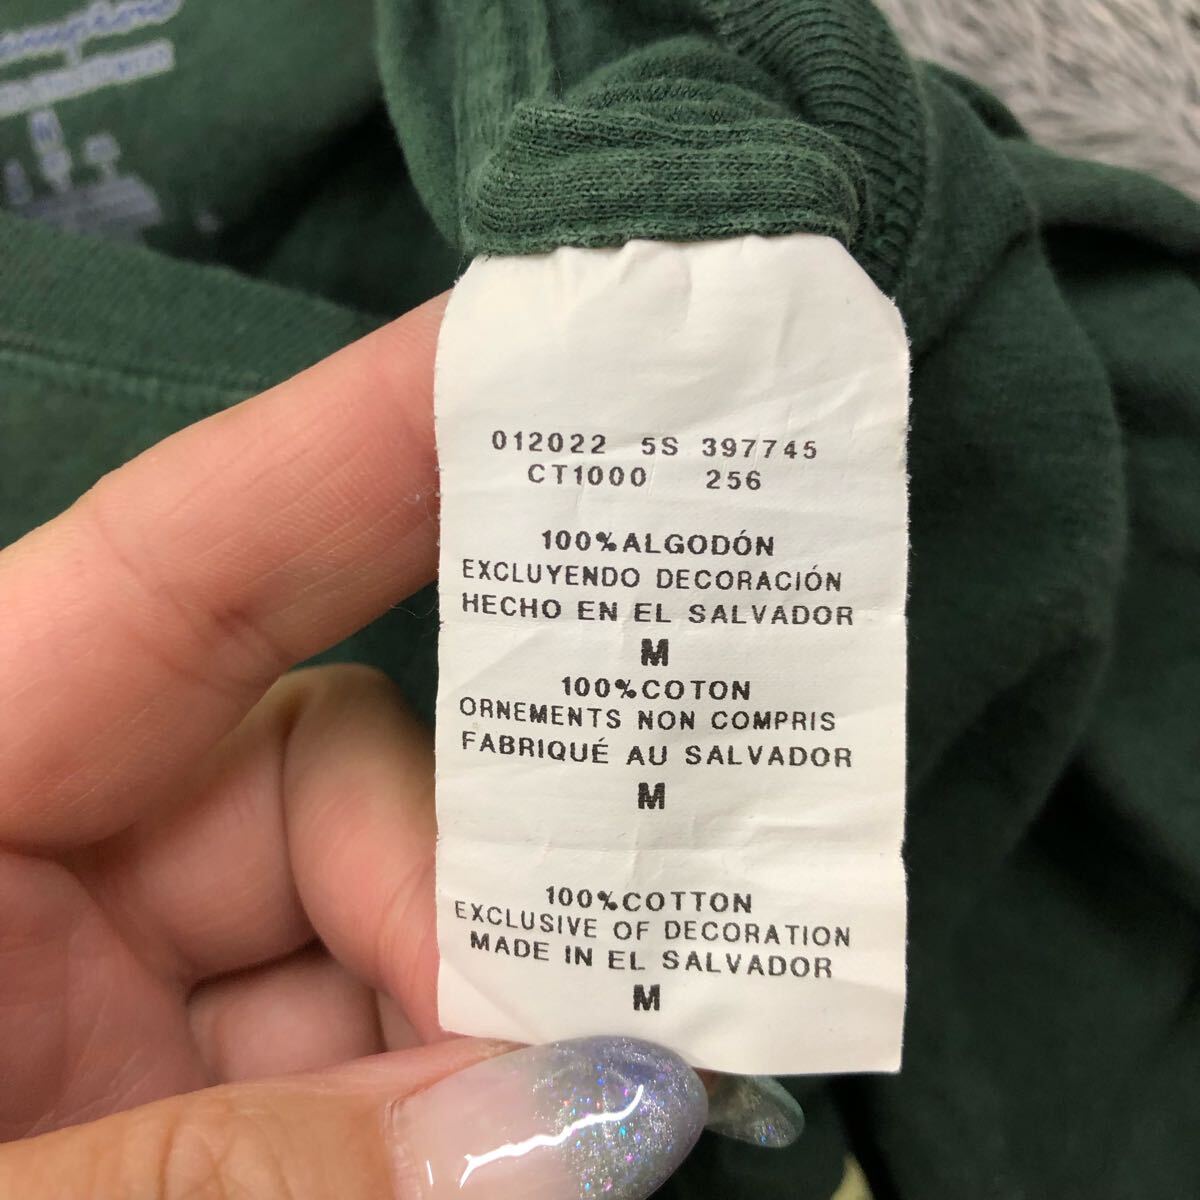 M
012022 5S 397745
CT1000 256
100%ALGODÓN
EXCLUYENDO DECORACIÓN
HECHO EN EL SALVADOR
M
100%COTON
ORNEMENTS NON COMPRIS
FABRIQUÉ AU SALVADOR
M
100%COTTON
EXCLUSIVE OF DECORATION
MADE IN EL SALVADOR
M